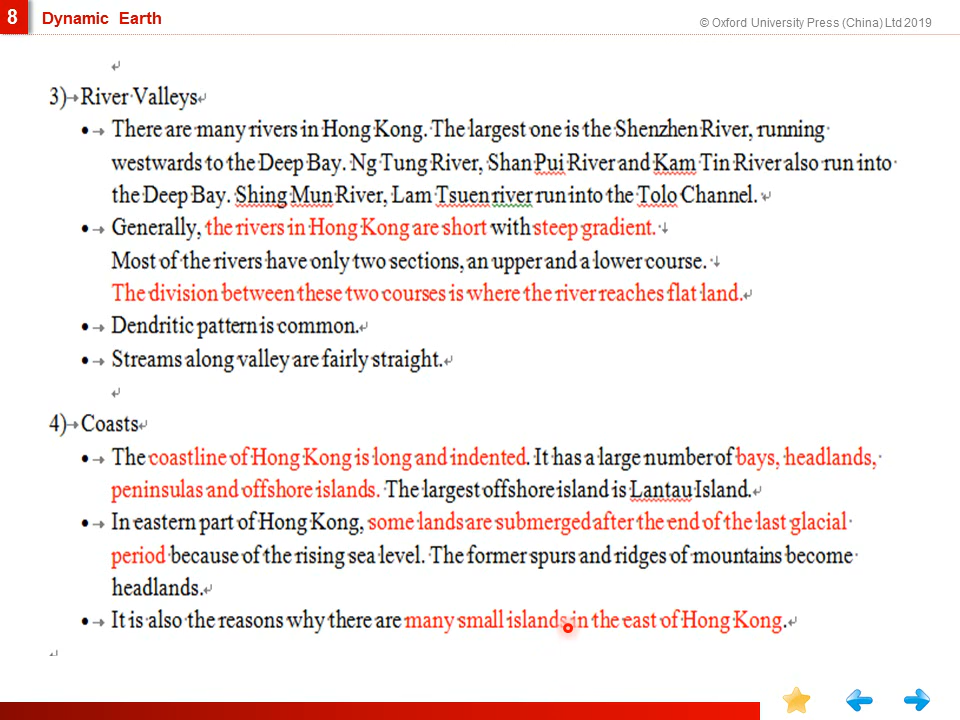 8 Dynamic Earth
© Oxford University Press (China) Ltd 2019
3) River Valleys
• There are many rivers in Hong Kong. The largest one is the Shenzhen River, running
westwards to the Deep Bay. Ng Tung River, Shan Pui River and Kam Tin River also run into
the Deep Bay. Shing Mun River, Lam Tsuen river run into the Tolo Channel.
• Generally, the rivers in Hong Kong are short with steep gradient.
Most of the rivers have only two sections, an upper and a lower course.
The division between these two courses is where the river reaches flat land.
• Dendritic pattern is common.
• Streams along valley are fairly straight.
4) Coasts
• The coastline of Hong Kong is long and indented. It has a large number of bays, headlands,
peninsulas and offshore islands. The largest offshore island is Lantau Island.
• In eastern part of Hong Kong, some lands are submerged after the end of the last glacial
period because of the rising sea level. The former spurs and ridges of mountains become
headlands.
• It is also the reasons why there are many small islands in the east of Hong Kong.